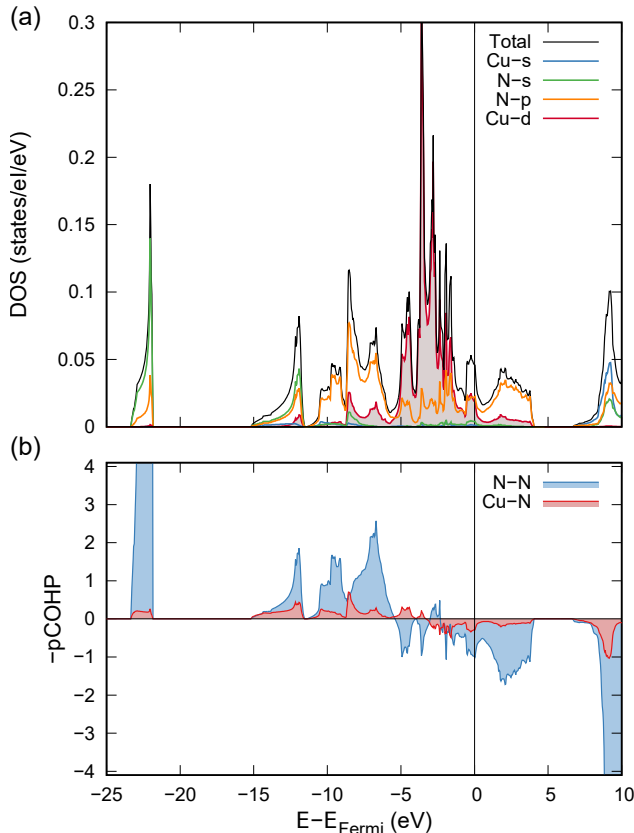 (a)
DOS (states/el/eV)
0.3
0.25
0.2
0.15
0.1
0.05
0
Total
Cu−s
N−s
N−p
Cu−d
(b)
−pCOHP
4
3
2
1
0
−1
−2
−3
−4
N−N
Cu−N
−25
−20
−15
−10
−5
0
5
10
E−E_Fermi (eV)